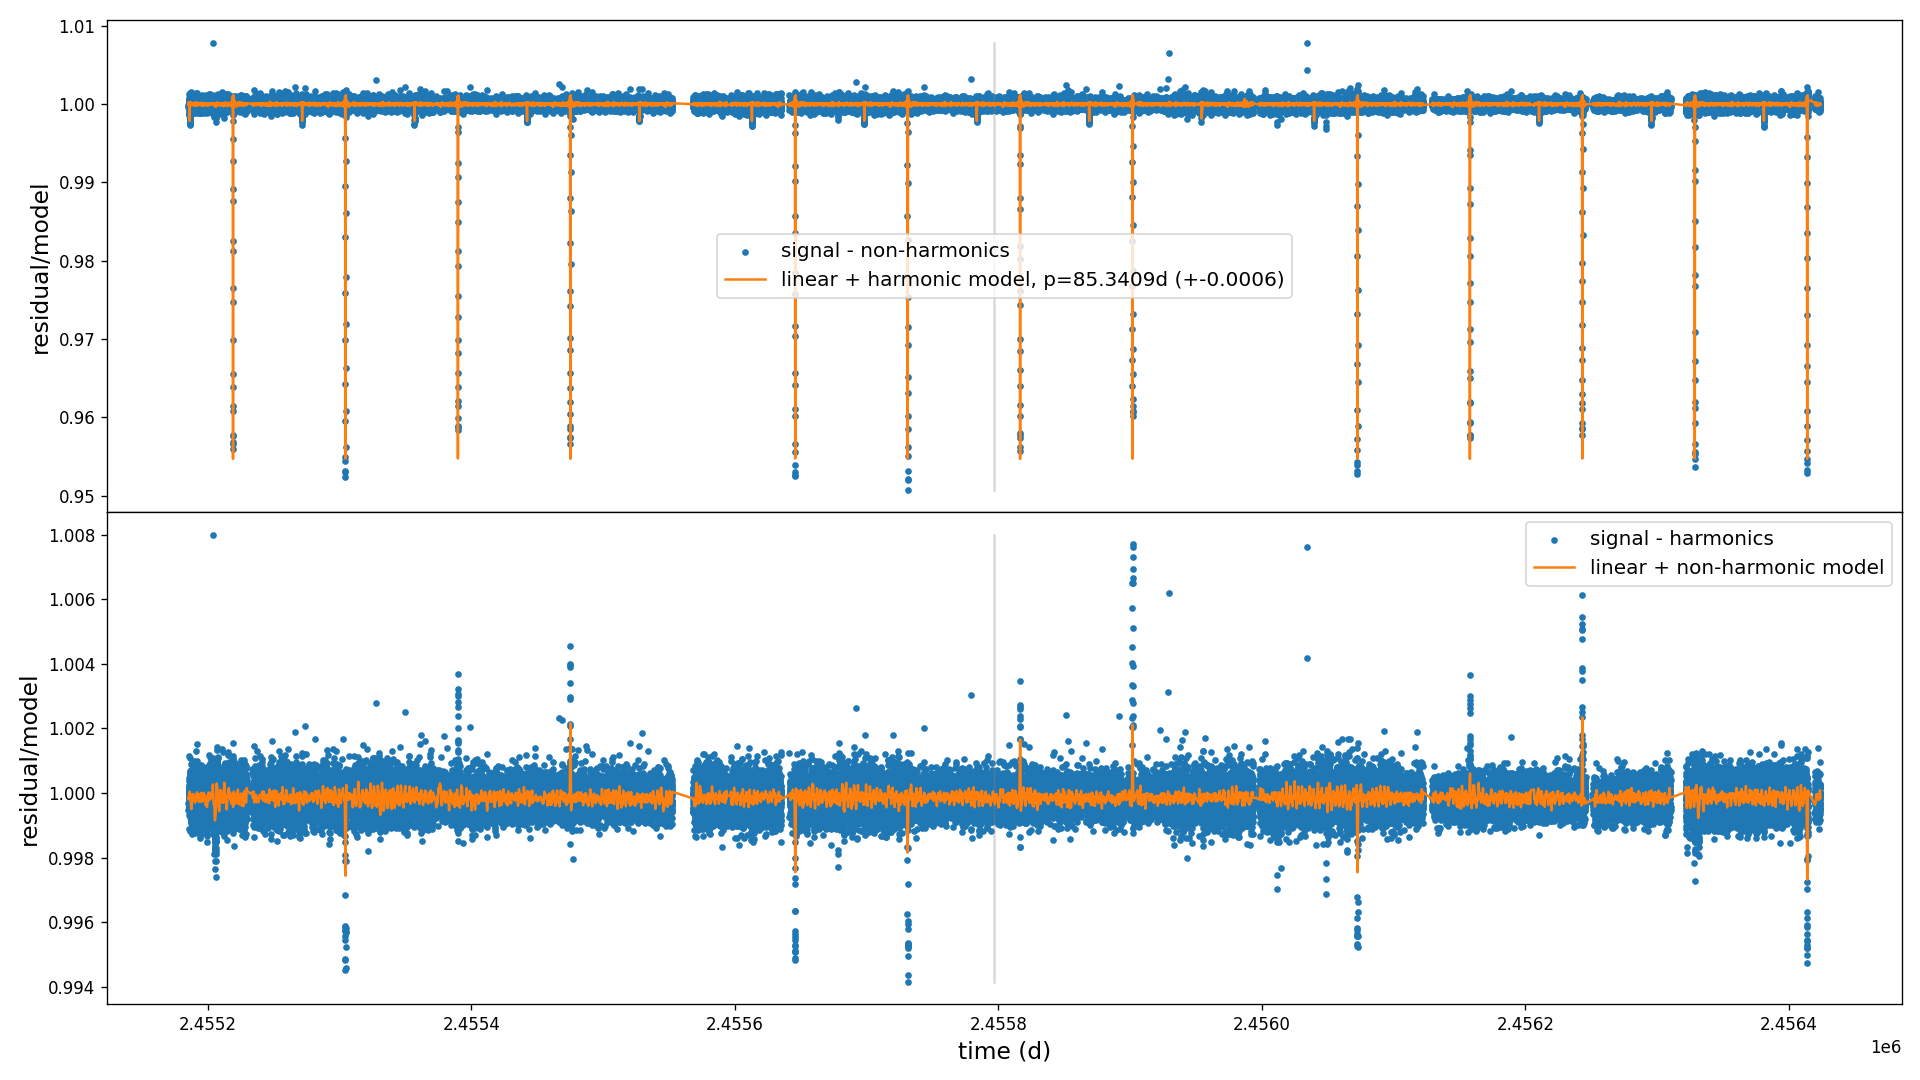 1.01
1.00
0.99
0.98
0.97
0.96
0.95
residual/model
signal - non-harmonics
linear + harmonic model, p=85.3409d (+-0.0006)
1.008
1.006
1.004
1.002
1.000
0.998
0.996
0.994
residual/model
signal - harmonics
linear + non-harmonic model
2.4552
2.4554
2.4556
2.4558
2.4560
2.4562
2.4564
1e6
time (d)